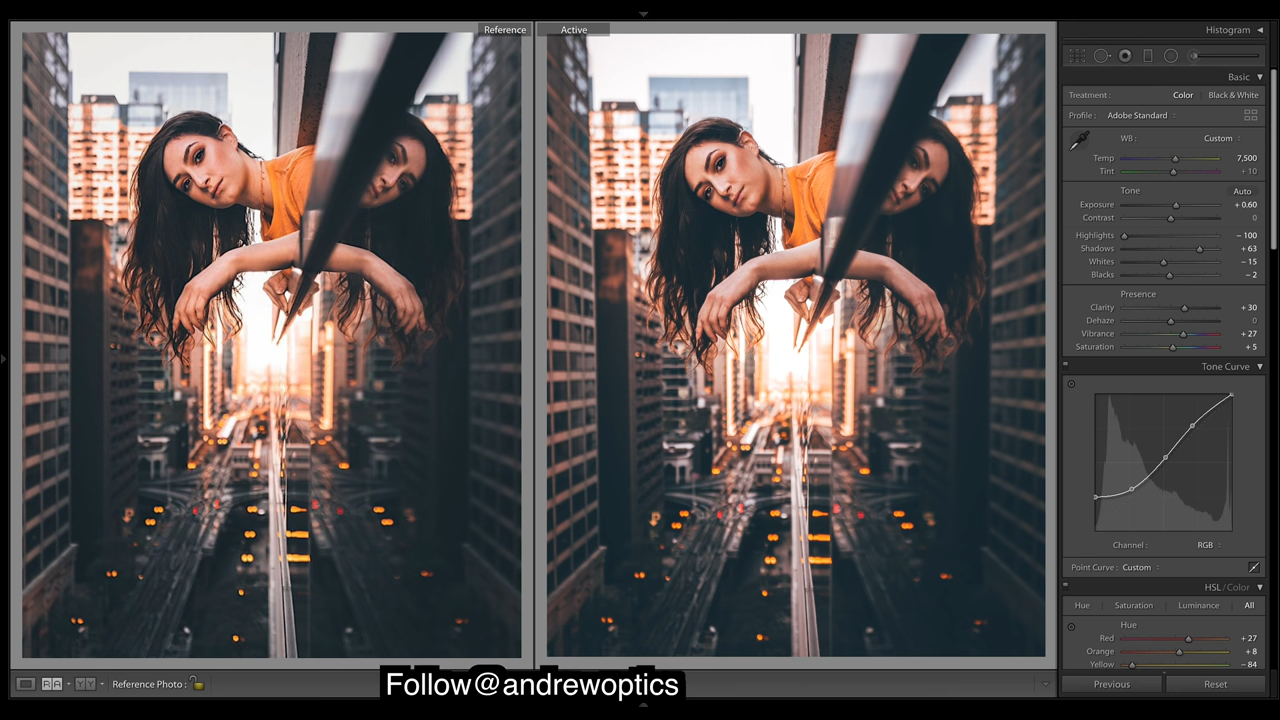 Reference
Active
Histogram
Basic
Treatment : Color Black & White
Profile : Adobe Standard
WB : Custom
Temp 7,500
Tint + 10
Tone Auto
Exposure + 0.60
Contrast 0
Highlights − 100
Shadows + 63
Whites − 15
Blacks − 2
Presence
Clarity + 30
Dehaze 0
Vibrance + 27
Saturation + 5
Tone Curve
Channel : RGB
Point Curve : Custom
HSL / Color
Hue Saturation Luminance All
Hue
Red + 27
Orange + 8
Yellow − 84
RA YY Reference Photo :
Previous Reset
Follow@andrewoptics